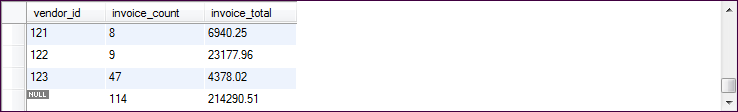 vendor_id invoice_count invoice_total
121 8 6940.25
122 9 23177.96
123 47 4378.02
NULL 114 214290.51